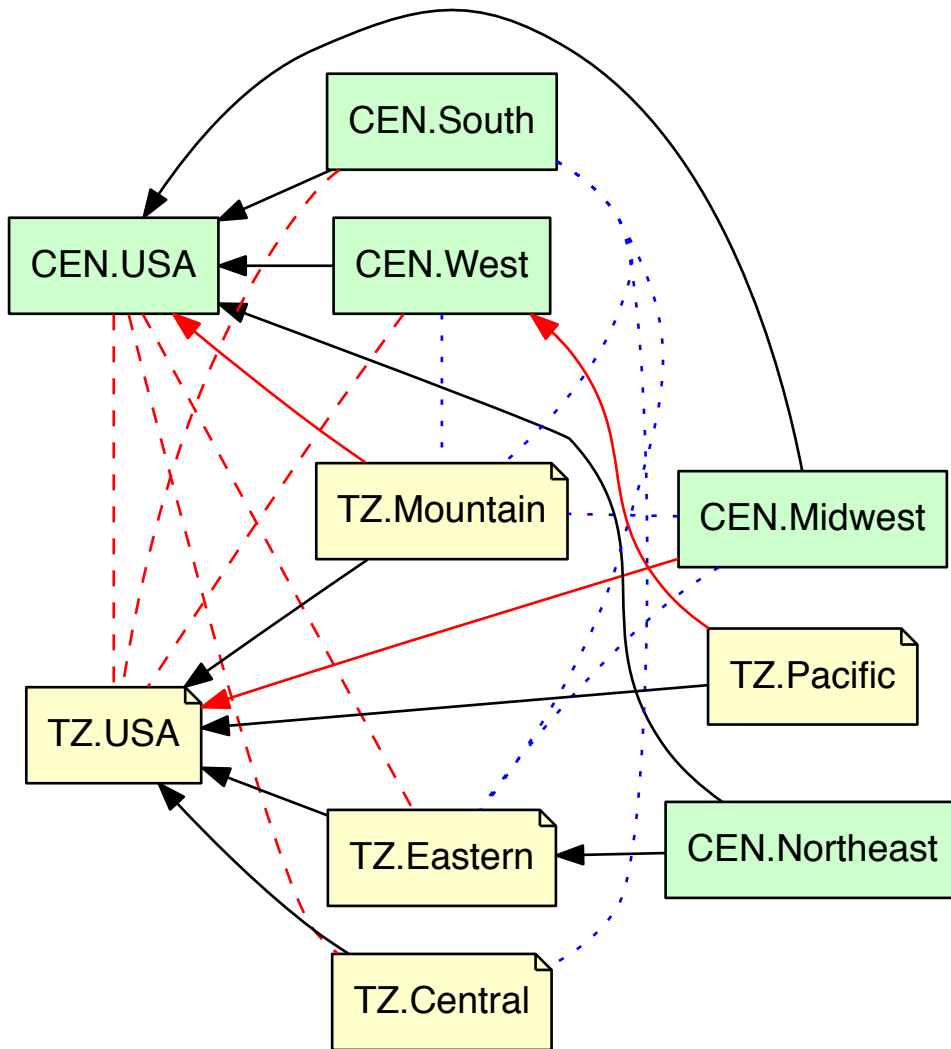 CEN.South
CEN.USA
CEN.West
TZ.Mountain
CEN.Midwest
TZ.Pacific
TZ.USA
TZ.Eastern
CEN.Northeast
TZ.Central